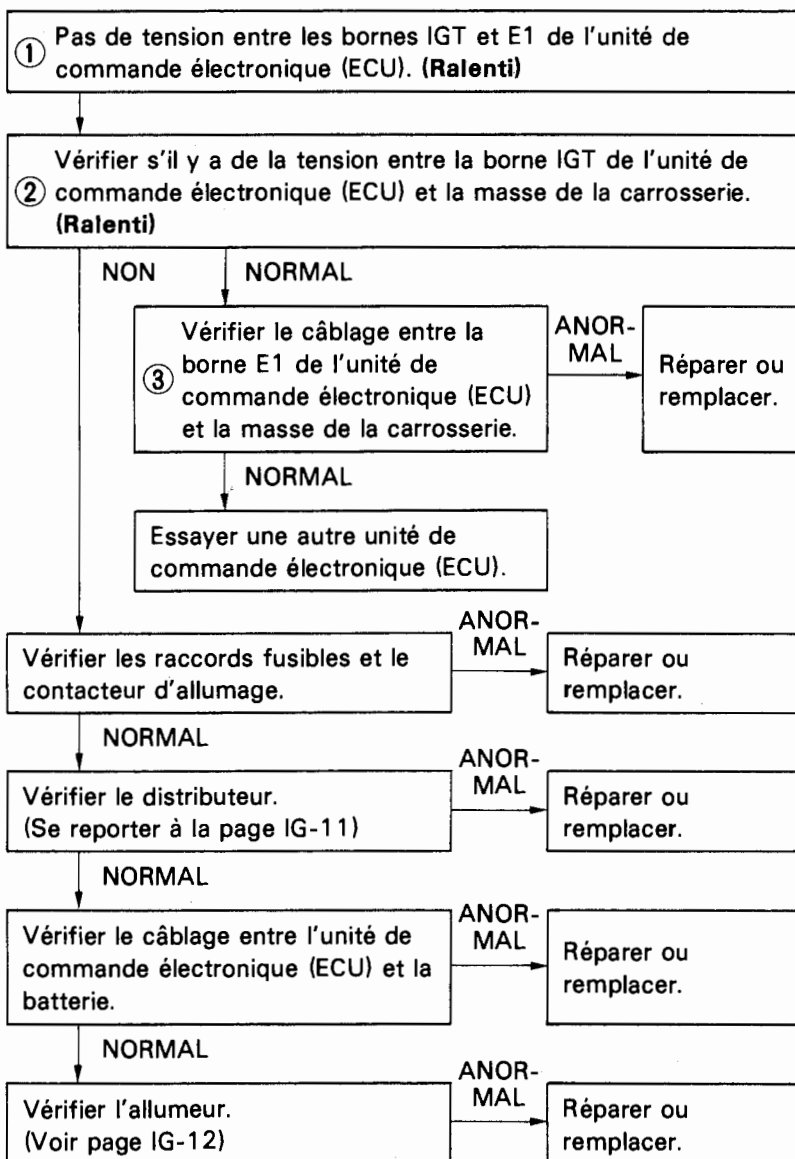 ① Pas de tension entre les bornes IGT et E1 de l'unité de
commande électronique (ECU). (Ralenti)
② Vérifier s'il y a de la tension entre la borne IGT de l'unité de
commande électronique (ECU) et la masse de la carrosserie.
(Ralenti)
NON
NORMAL
③ Vérifier le câblage entre la
borne E1 de l'unité de
commande électronique (ECU)
et la masse de la carrosserie.
ANOR-
MAL
Réparer ou
remplacer.
NORMAL
Essayer une autre unité de
commande électronique (ECU).
Vérifier les raccords fusibles et le
contacteur d'allumage.
ANOR-
MAL
Réparer ou
remplacer.
NORMAL
Vérifier le distributeur.
(Se reporter à la page IG-11)
ANOR-
MAL
Réparer ou
remplacer.
NORMAL
Vérifier le câblage entre l'unité de
commande électronique (ECU) et la
batterie.
ANOR-
MAL
Réparer ou
remplacer.
NORMAL
Vérifier l'allumeur.
(Voir page IG-12)
ANOR-
MAL
Réparer ou
remplacer.